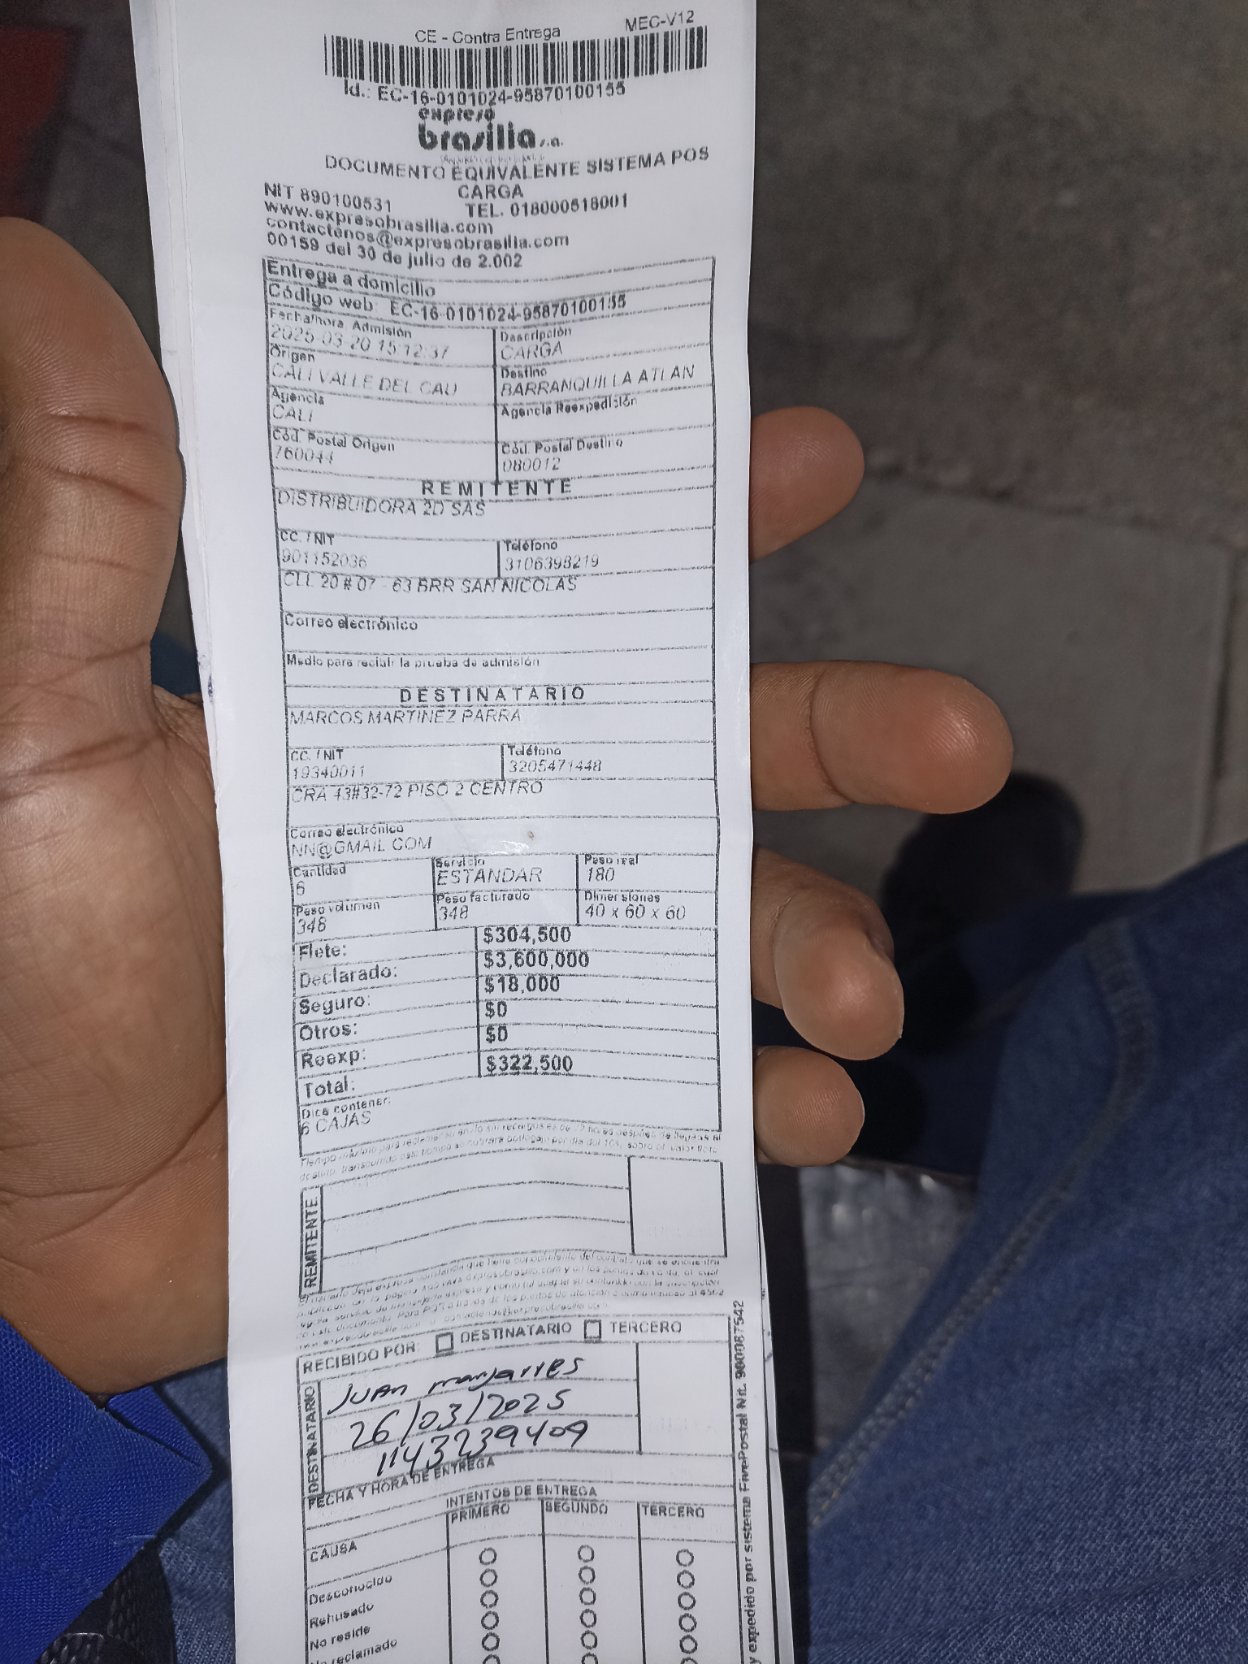 CE - Contra Entrega
MEC-V12
Id.: EC-16-0101024-95870100155
expreso
brasilia s.a.
DOCUMENTO EQUIVALENTE SISTEMA POS
CARGA
NIT 890100531
TEL. 018000518001
www.expresobrasilia.com
contactenos@expresobrasilia.com
00159 del 30 de julio de 2.002
Entrega a domicilio
Código web: EC-16-0101024-95870100155
Fecha/hora Admisión
2025-03-20 15:12:37
Descripción
CARGA
Origen
CALI VALLE DEL CAU
Destino
BARRANQUILLA ATLAN
Agencia
CALI
Agencia Reexpedición
Cód. Postal Origen
760044
Cód. Postal Destino
080012
REMITENTE
DISTRIBUIDORA 2D SAS
CC. / NIT
901152036
Teléfono
3106398219
CLL 20 # 07 - 63 BRR SAN NICOLAS
Correo electrónico
Medio para recibir la prueba de admisión
DESTINATARIO
MARCOS MARTINEZ PARRA
CC. / NIT
19340011
Teléfono
3205471448
CRA 43#32-72 PISO 2 CENTRO
Correo electrónico
NN@GMAIL.COM
Cantidad
6
Servicio
ESTANDAR
Peso real
180
Peso volumen
348
Peso facturado
348
Dimensiones
40 x 60 x 60
Flete: $304,500
Declarado: $3,600,000
Seguro: $18,000
Otros: $0
Reexp: $0
Total: $322,500
Dice contener:
6 CAJAS
REMITENTE
RECIBIDO POR: DESTINATARIO TERCERO
DESTINATARIO
Juan manjarres
26/03/2025
1143239409
FECHA Y HORA DE ENTREGA
INTENTOS DE ENTREGA
CAUSA PRIMERO SEGUNDO TERCERO
Desconocido
Rehusado
No reside
No reclamado
y expedido por sistema FirePostal Nit. 900087542